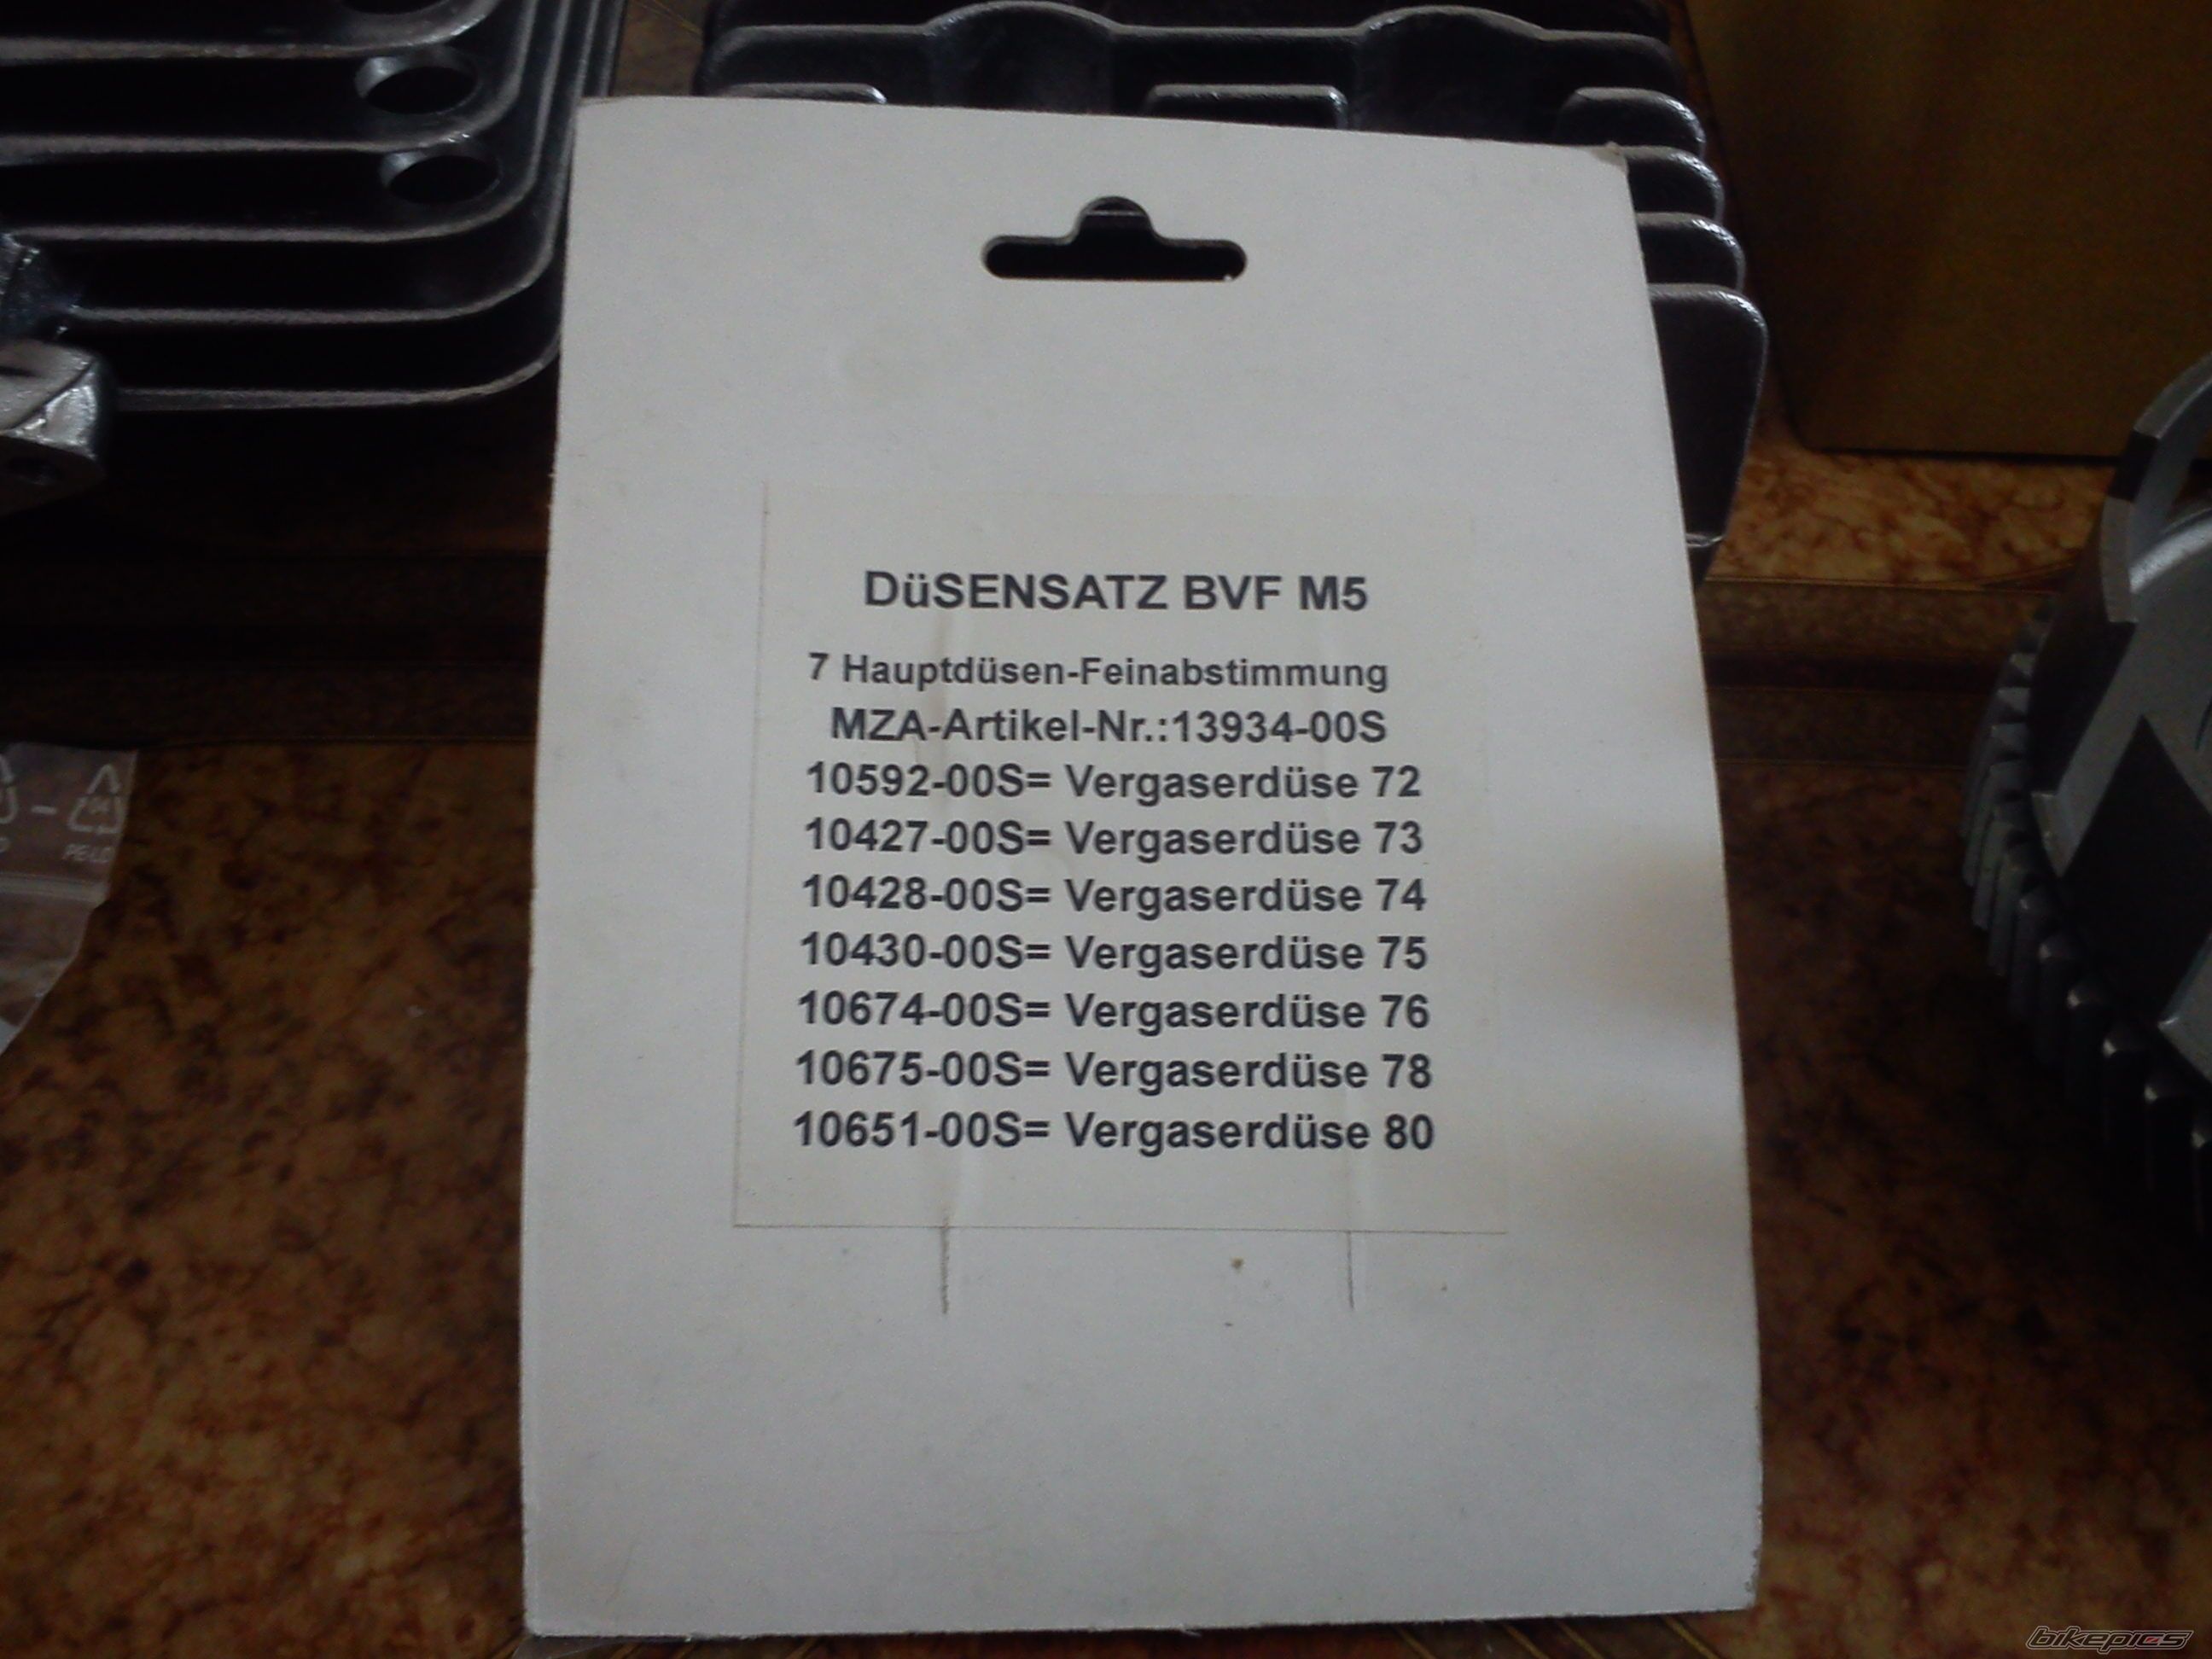 DüSENSATZ BVF M5
7 Hauptdüsen-Feinabstimmung
MZA-Artikel-Nr.:13934-00S
10592-00S= Vergaserdüse 72
10427-00S= Vergaserdüse 73
10428-00S= Vergaserdüse 74
10430-00S= Vergaserdüse 75
10674-00S= Vergaserdüse 76
10675-00S= Vergaserdüse 78
10651-00S= Vergaserdüse 80
bikepics